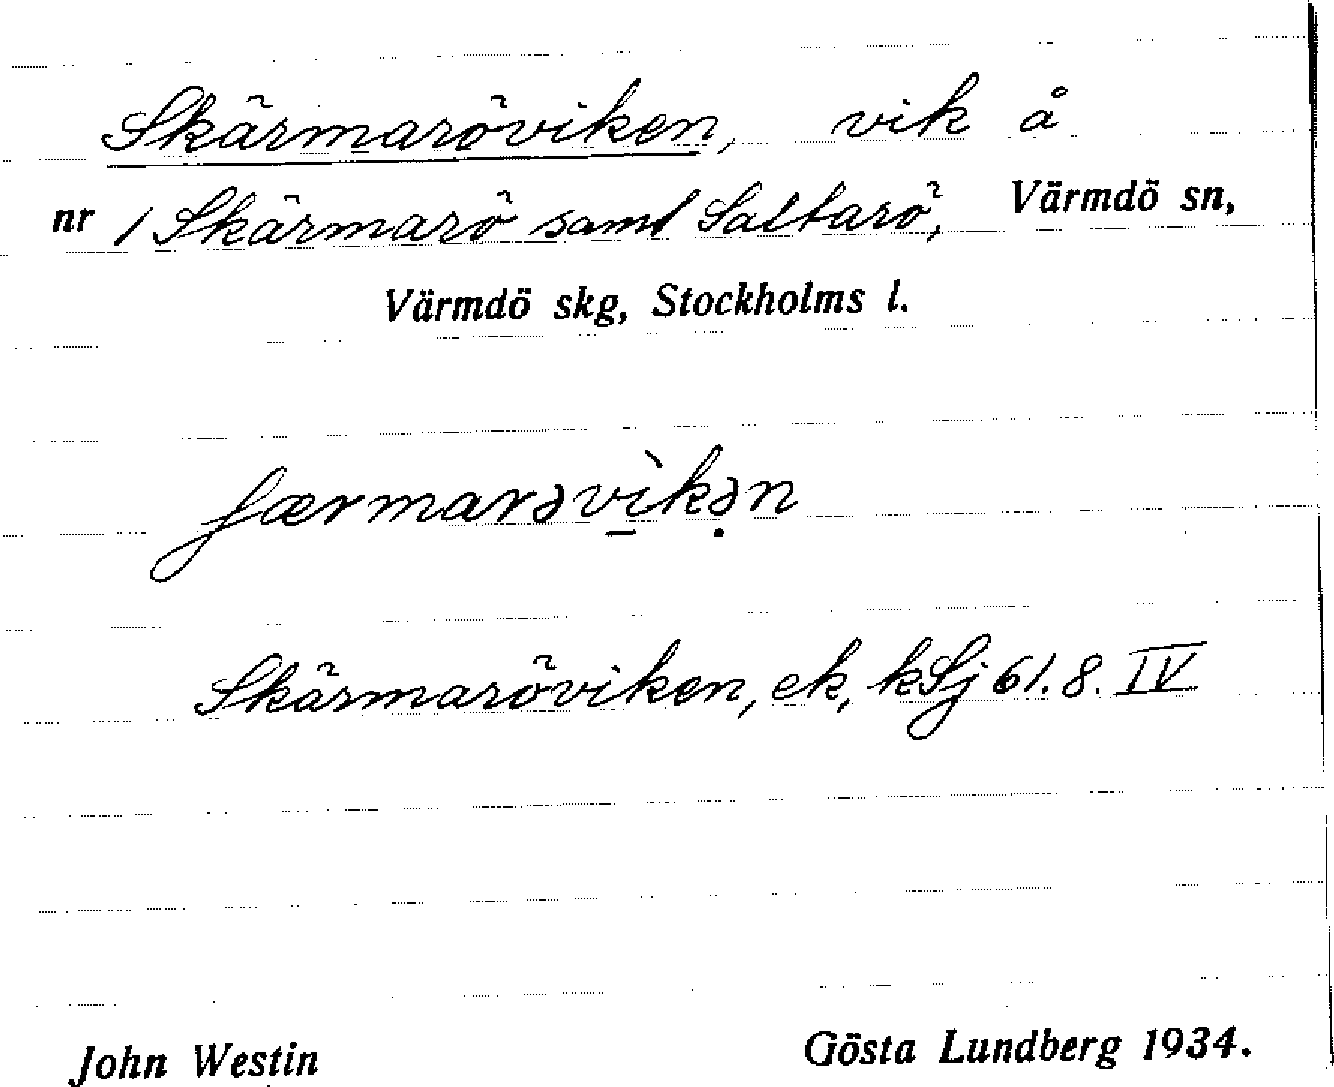 Skärmaröviken, vik å
nr 1 Skärmarö samt Saltarö, Värmdö sn,
Värmdö skg, Stockholms l.
ʃærmarəvìkən
Skärmaröviken, ek, kSj 61.8.IV
John Westin Gösta Lundberg 1934.